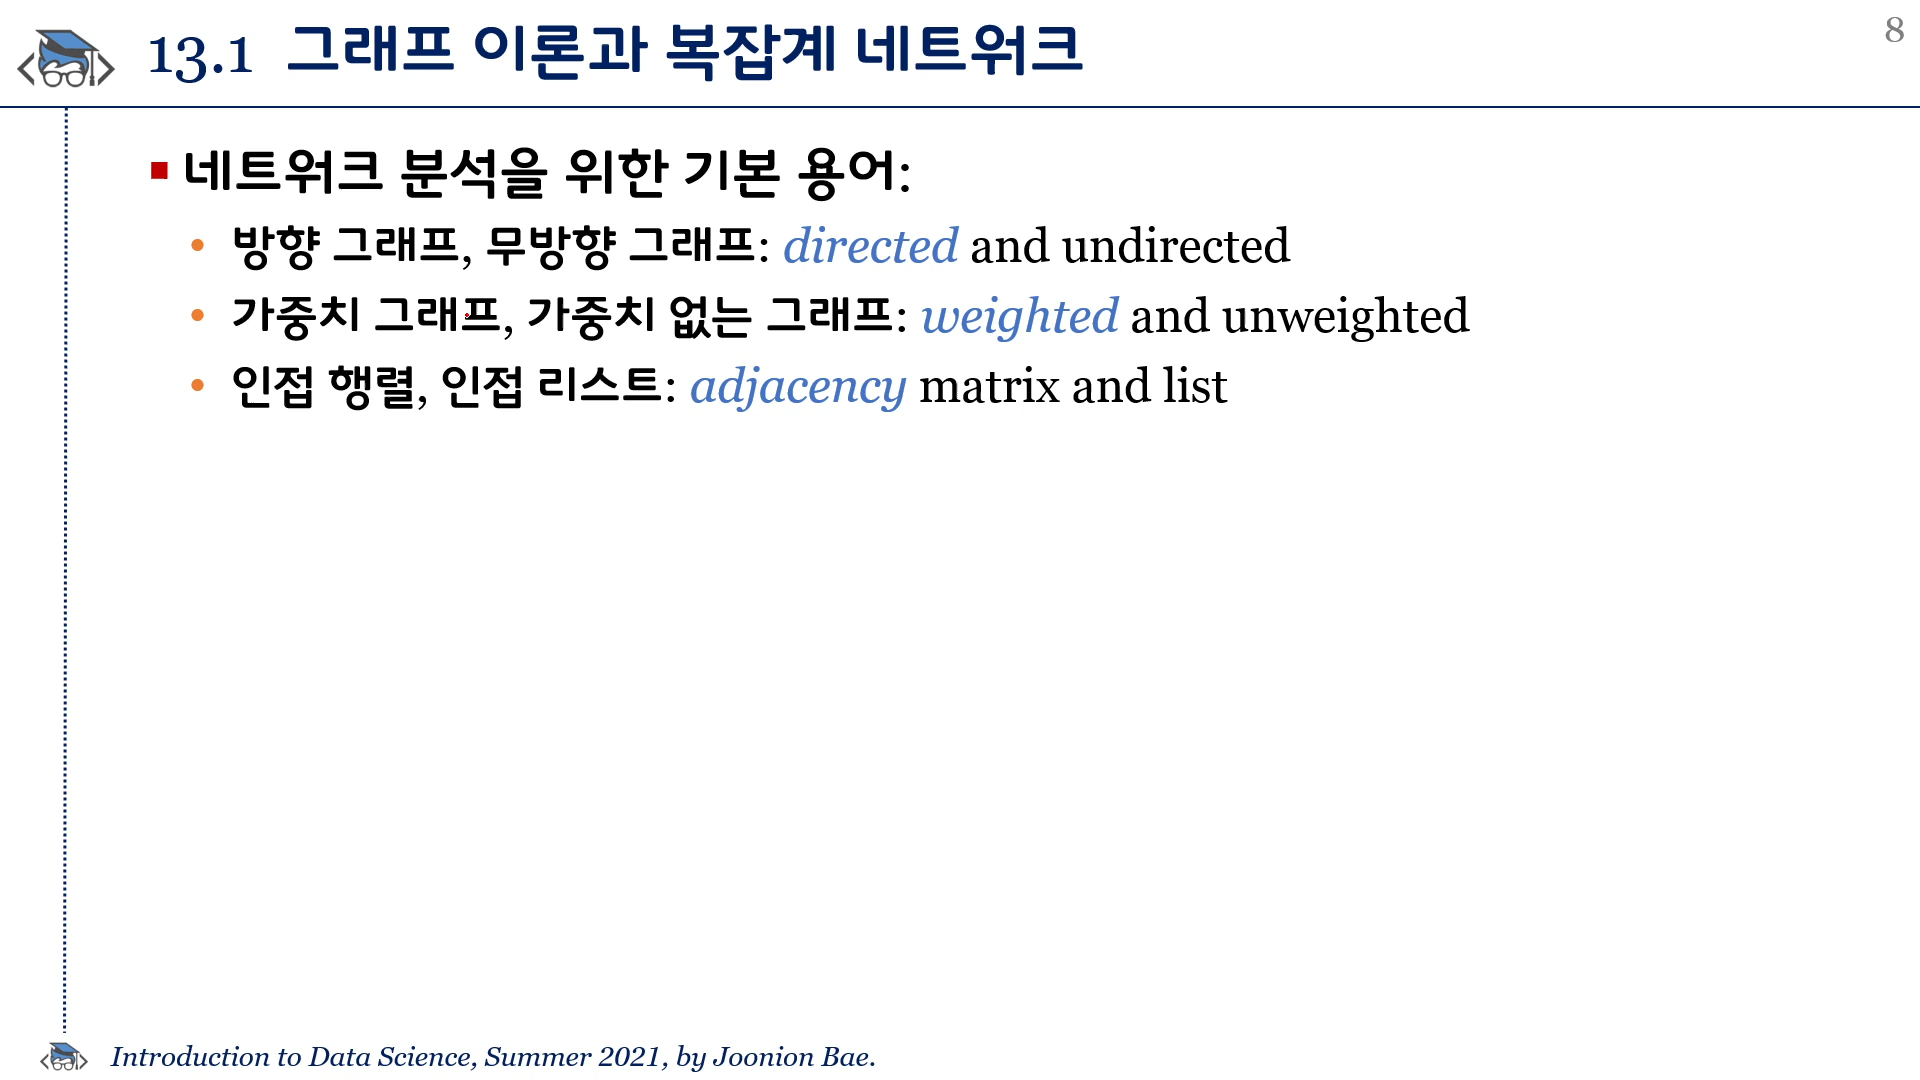 13.1 그래프 이론과 복잡계 네트워크
8
네트워크 분석을 위한 기본 용어:
방향 그래프, 무방향 그래프: directed and undirected
가중치 그래프, 가중치 없는 그래프: weighted and unweighted
인접 행렬, 인접 리스트: adjacency matrix and list
Introduction to Data Science, Summer 2021, by Joonion Bae.